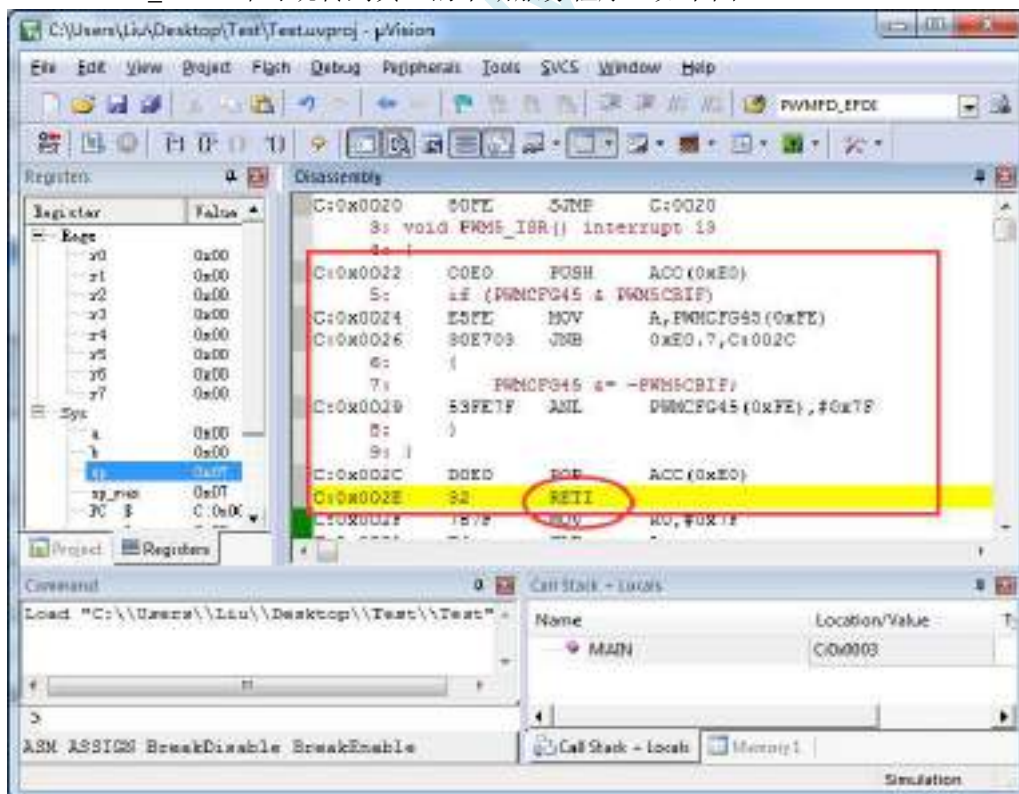 C:\Users\Liu\Desktop\Test\Test.uvproj - µVision
File Edit View Project Flash Debug Peripherals Tools SVCS Window Help
PWMFD_EFDI
Registers
Disassembly
Register Value
Regs
r0 0x00
r1 0x00
r2 0x00
r3 0x00
r4 0x00
r5 0x00
r6 0x00
r7 0x00
Sys
a 0x00
b 0x00
sp 0x07
sp_max 0x07
PC $
C:0x0020 80FE SJMP C:0020
3: void PWM5_ISR() interrupt 19
C:0x0022 C0E0 PUSH ACC(0xE0)
5: if (PWMCFG45 & PWM5CBIF)
C:0x0024 E5FE MOV A,PWMCFG45(0xFE)
C:0x0026 30E703 JNB 0xE0.7,C:002C
6: {
7: PWMCFG45 &= ~PWM5CBIF;
C:0x0029 53FE7F ANL PWMCFG45(0xFE),#0x7F
8: }
9: }
C:0x002C D0E0 POP ACC(0xE0)
C:0x002E 32 RETI
C:0x002F 787F MOV R0,#0x7F
Project Registers
Command
Load "C:\\Users\\Liu\\Desktop\\Test\\Test"
>
ASM ASSIGN BreakDisable BreakEnable
Call Stack + Locals
Name Location/Value
MAIN C:0x0003
Call Stack + Locals Memory 1
Simulation